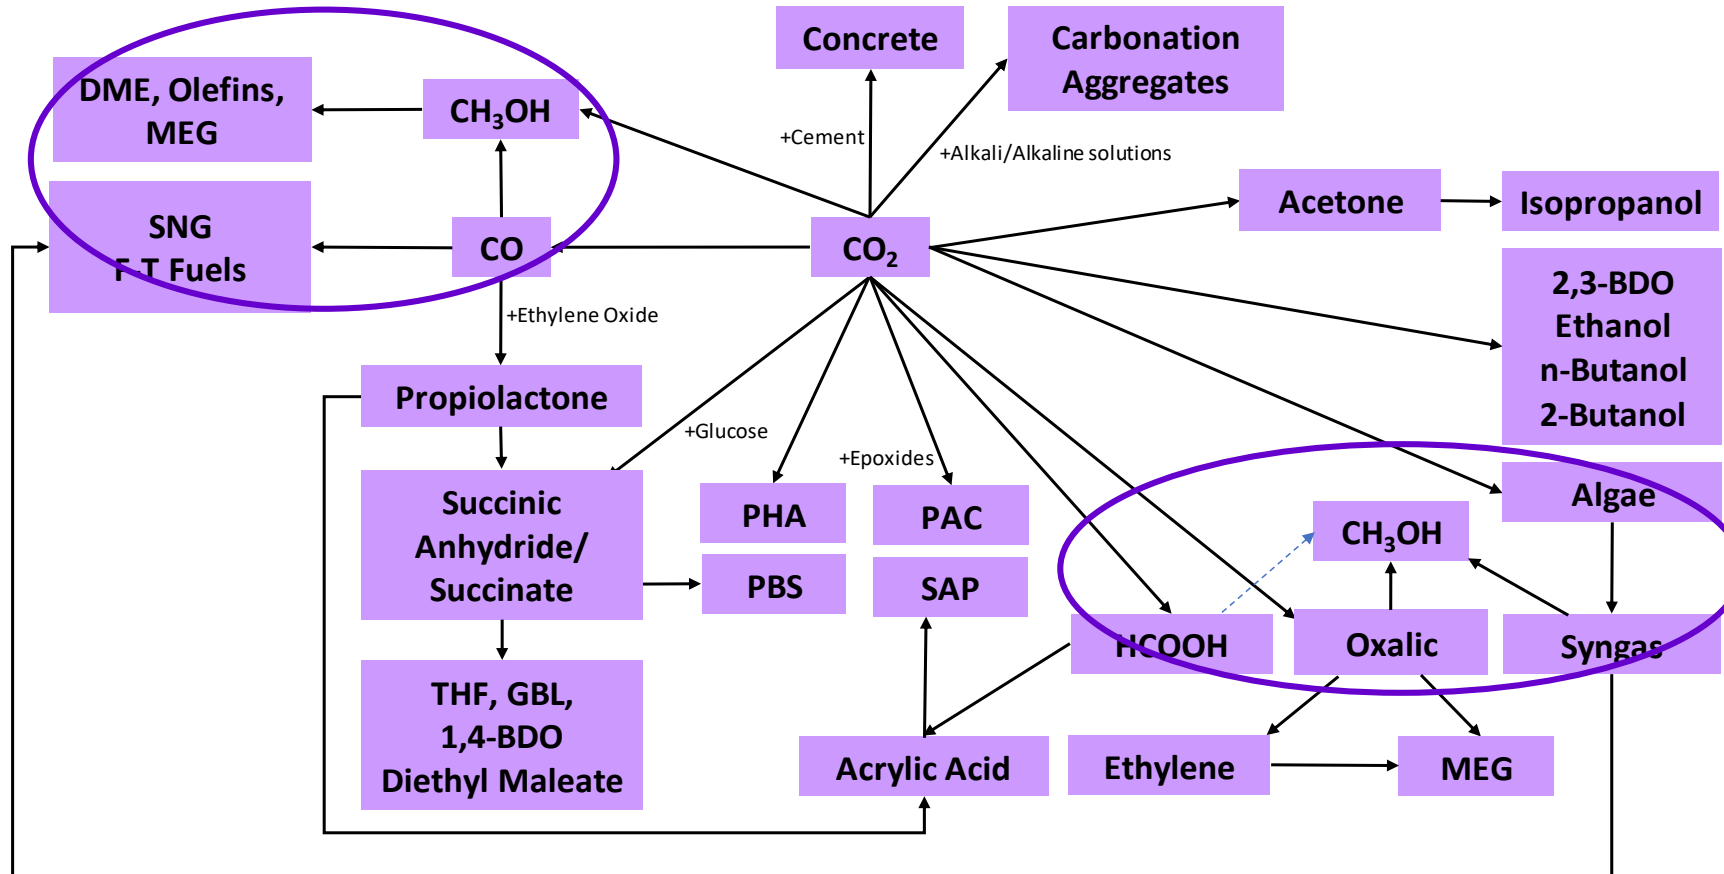 Concrete
Carbonation
Aggregates
DME, Olefins,
MEG
CH₃OH
+Cement
+Alkali/Alkaline solutions
Acetone
Isopropanol
SNG
F-T Fuels
CO
CO₂
2,3-BDO
Ethanol
n-Butanol
2-Butanol
+Ethylene Oxide
Propiolactone
+Glucose
+Epoxides
Succinic
Anhydride/
Succinate
PHA
PAC
Algae
CH₃OH
PBS
SAP
HCOOH
Oxalic
Syngas
THF, GBL,
1,4-BDO
Diethyl Maleate
Acrylic Acid
Ethylene
MEG